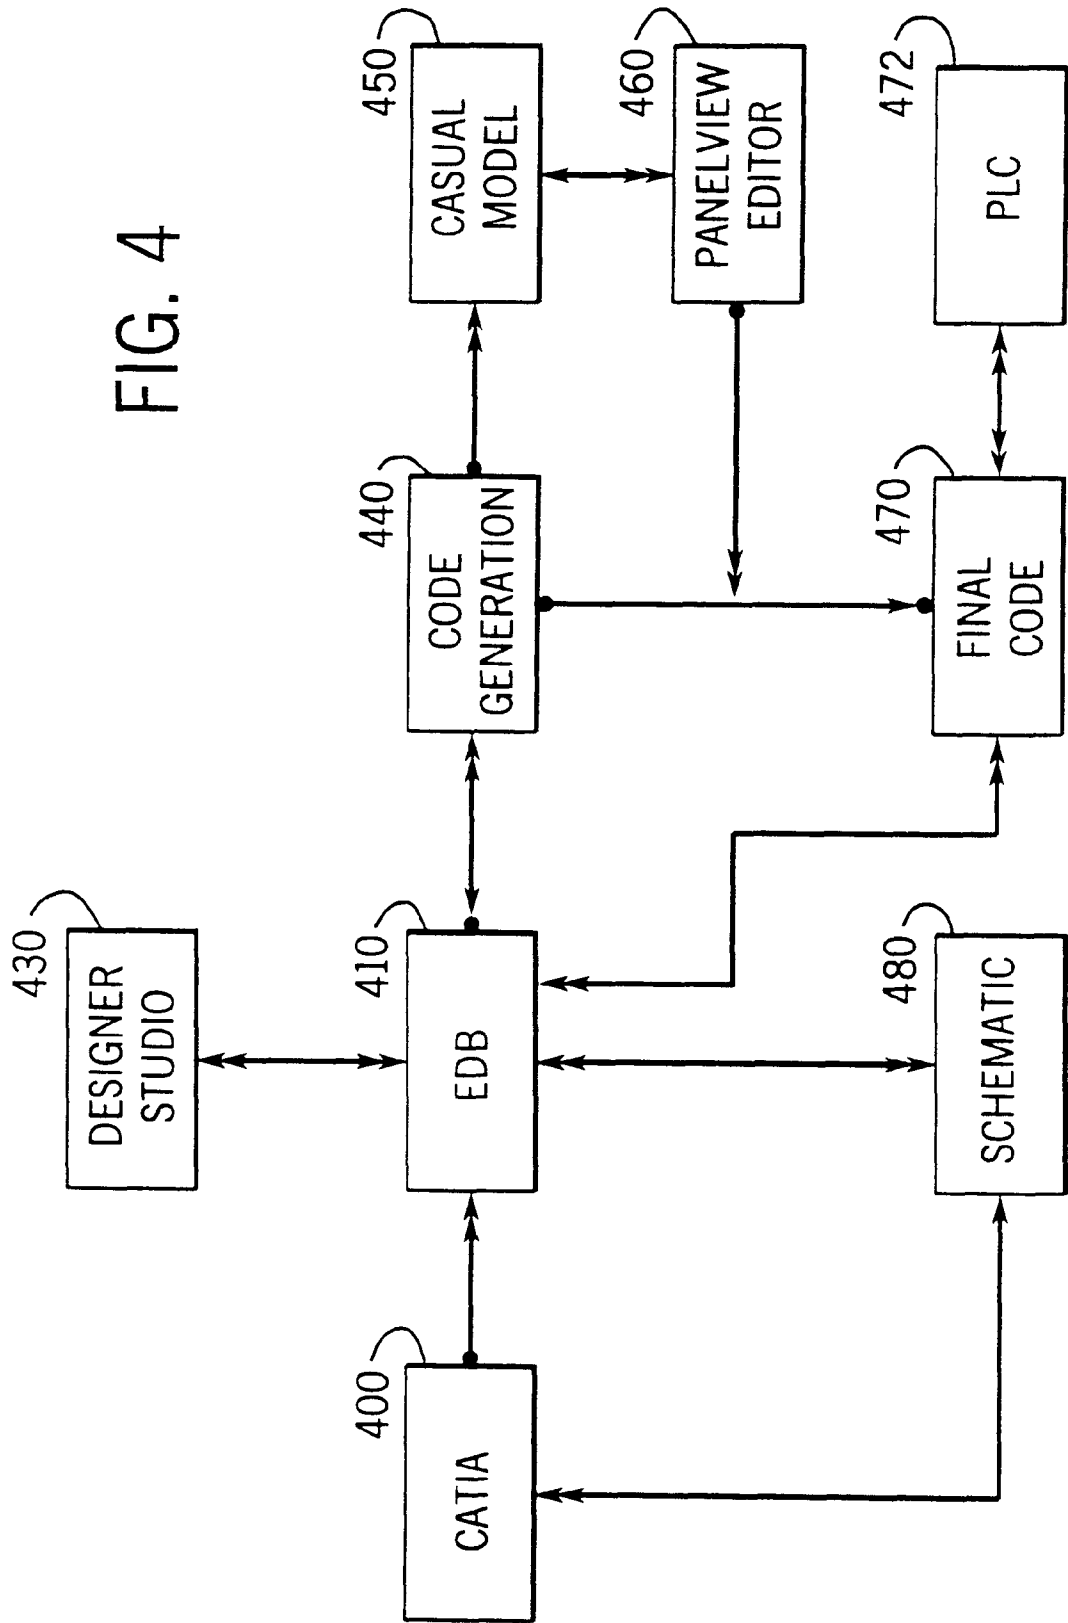 FIG. 4
430
DESIGNER
STUDIO
400
CATIA
410
EDB
440
CODE
GENERATION
450
CASUAL
MODEL
460
PANELVIEW
EDITOR
480
SCHEMATIC
470
FINAL
CODE
472
PLC